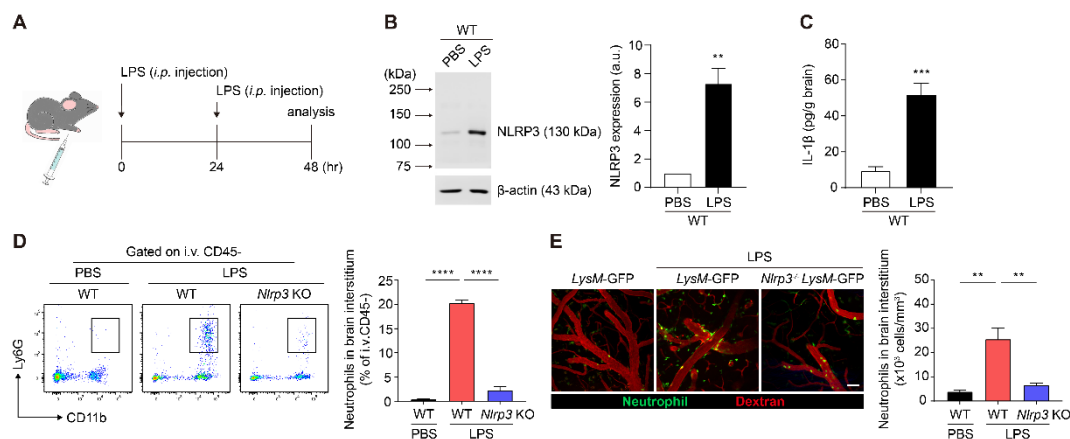 A
LPS (i.p. injection)
LPS (i.p. injection)
analysis
0
24
48 (hr)
B
WT
PBS
LPS
(kDa)
250
150
100
75
NLRP3 (130 kDa)
β-actin (43 kDa)
NLRP3 expression (a.u.)
10
8
6
4
2
0
**
PBS
LPS
WT
C
IL-1β (pg/g brain)
80
60
40
20
0
***
PBS
LPS
WT
D
Gated on i.v. CD45-
PBS
LPS
WT
WT
Nlrp3 KO
Ly6G
CD11b
Neutrophils in brain interstitium
(% of i.v.CD45-)
25
20
15
10
5
0
****
****
WT
WT
Nlrp3 KO
PBS
LPS
E
LPS
LysM-GFP
LysM-GFP
Nlrp3-/- LysM-GFP
Neutrophil
Dextran
Neutrophils in brain interstitium
(x10³ cells/mm³)
40
30
20
10
0
**
**
WT
WT
Nlrp3 KO
PBS
LPS